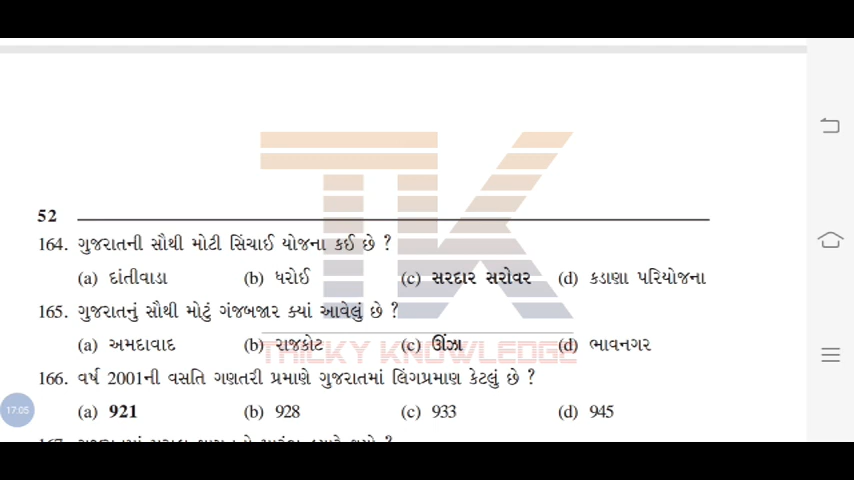 52
164. ગુજરાતની સૌથી મોટી સિંચાઈ યોજના કઈ છે ?
(a) દાંતીવાડા (b) ધરોઈ (c) સરદાર સરોવર (d) કડાણા પરિયોજના
165. ગુજરાતનું સૌથી મોટું ગંજબજાર ક્યાં આવેલું છે ?
(a) અમદાવાદ (b) રાજકોટ (c) ઊંઝા (d) ભાવનગર
TRICKY KNOWLEDGE
166. વર્ષ 2001ની વસતિ ગણતરી પ્રમાણે ગુજરાતમાં લિંગપ્રમાણ કેટલું છે ?
(a) 921 (b) 928 (c) 933 (d) 945
17:05